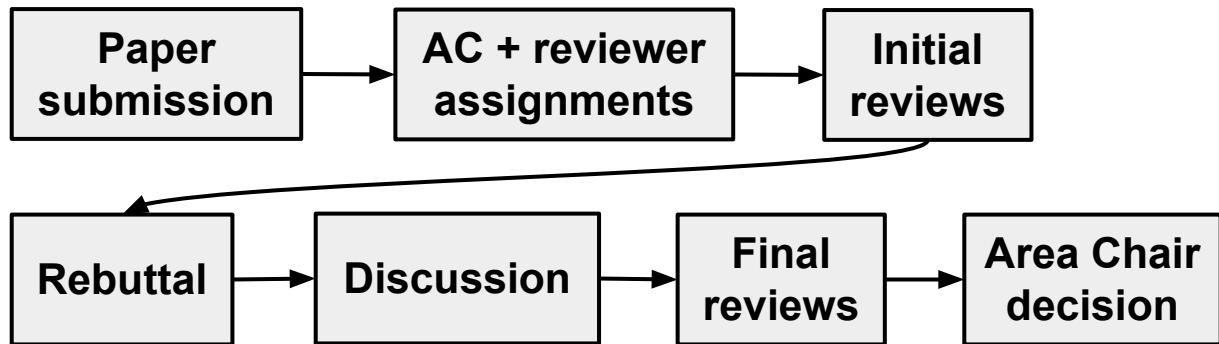 Paper
submission
AC + reviewer
assignments
Initial
reviews
Rebuttal
Discussion
Final
reviews
Area Chair
decision